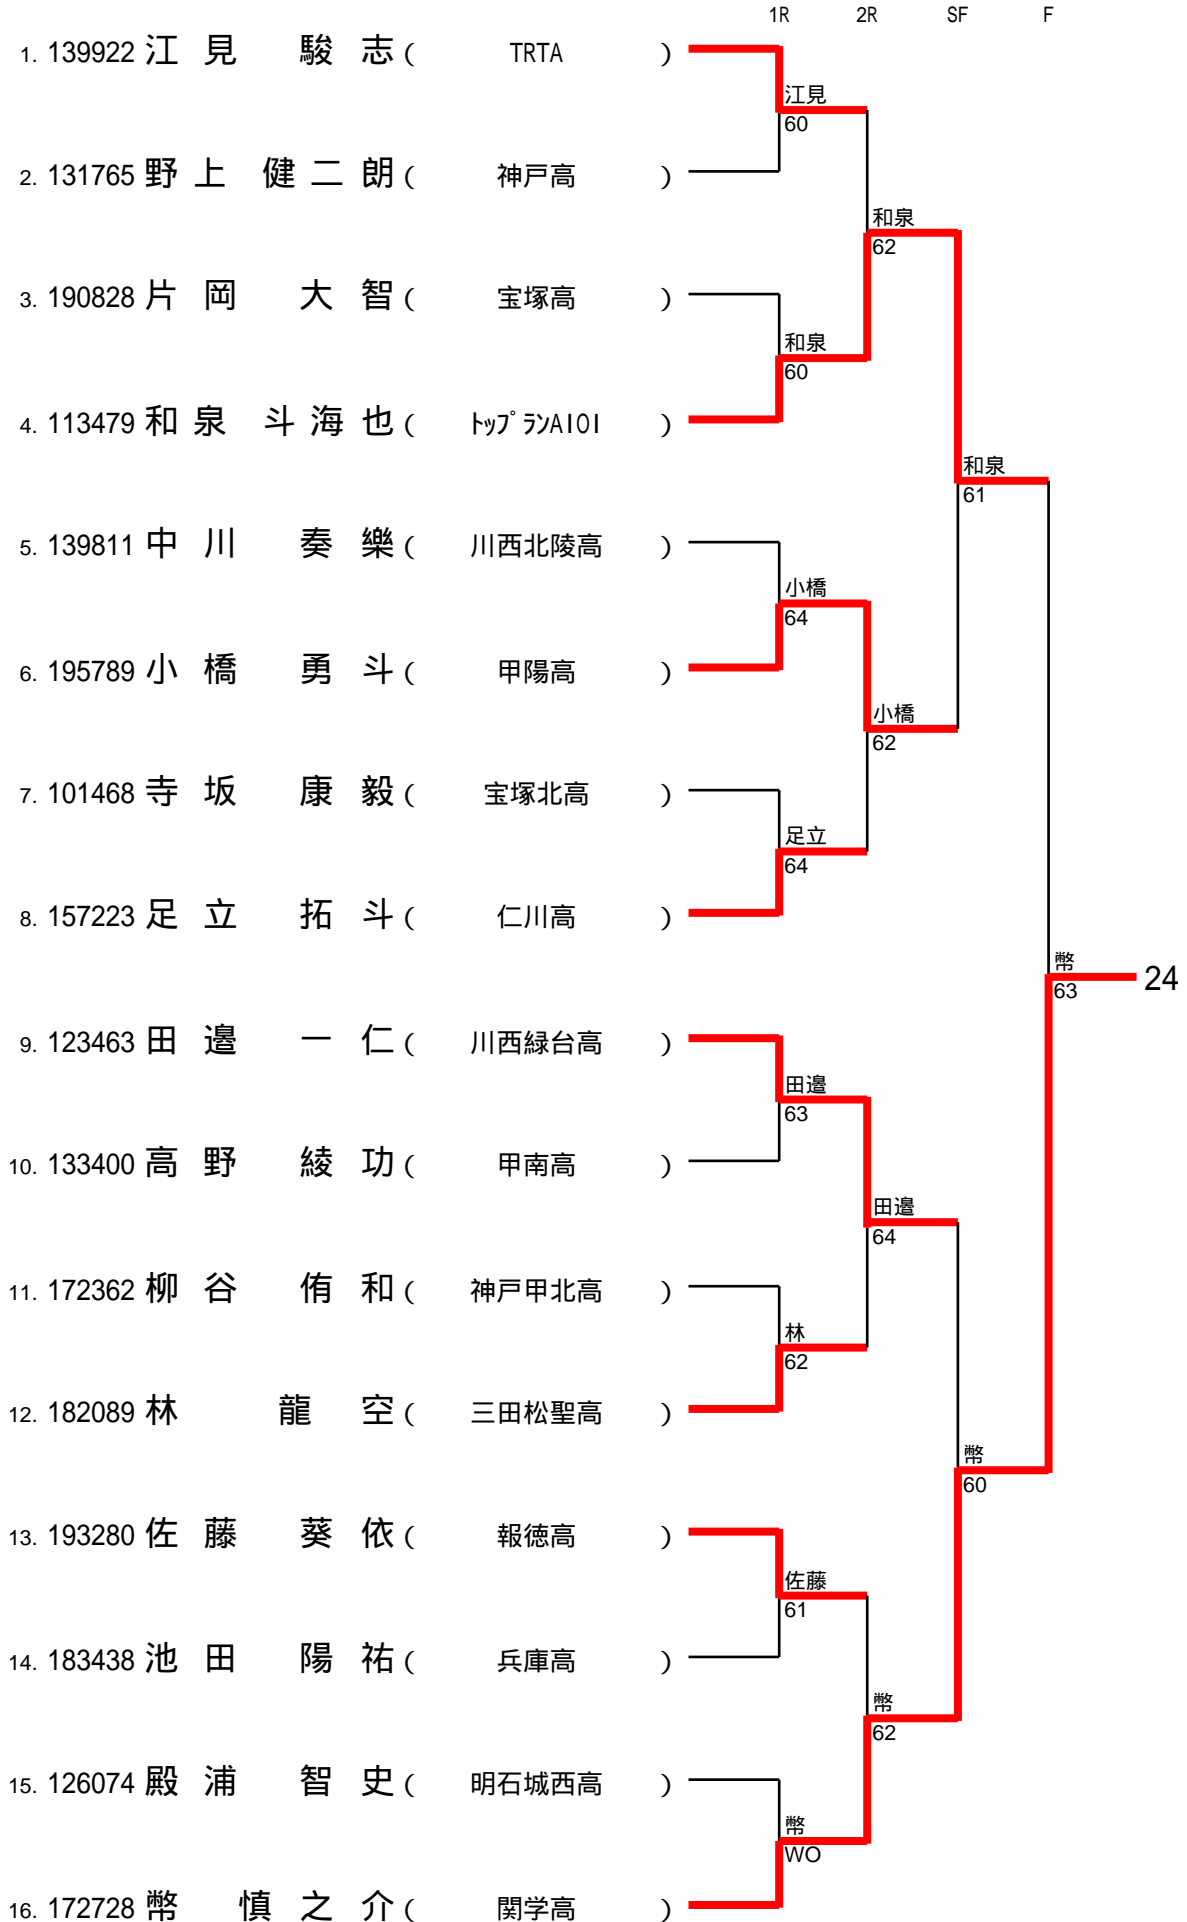 1R 2R SF F
1. 139922 江見 駿志 ( TRTA )
江見
60
2. 131765 野上 健二朗 ( 神戸高 )
和泉
62
3. 190828 片岡 大智 ( 宝塚高 )
和泉
60
4. 113479 和泉 斗海也 ( トップランAIOI )
和泉
61
5. 139811 中川 奏樂 ( 川西北陵高 )
小橋
64
6. 195789 小橋 勇斗 ( 甲陽高 )
小橋
62
7. 101468 寺坂 康毅 ( 宝塚北高 )
足立
64
8. 157223 足立 拓斗 ( 仁川高 )
幣
63
24
9. 123463 田邉 一仁 ( 川西緑台高 )
田邉
63
10. 133400 高野 綾功 ( 甲南高 )
田邉
64
11. 172362 柳谷 侑和 ( 神戸甲北高 )
林
62
12. 182089 林 龍空 ( 三田松聖高 )
幣
60
13. 193280 佐藤 葵依 ( 報徳高 )
佐藤
61
14. 183438 池田 陽祐 ( 兵庫高 )
幣
62
15. 126074 殿浦 智史 ( 明石城西高 )
幣
WO
16. 172728 幣 慎之介 ( 関学高 )